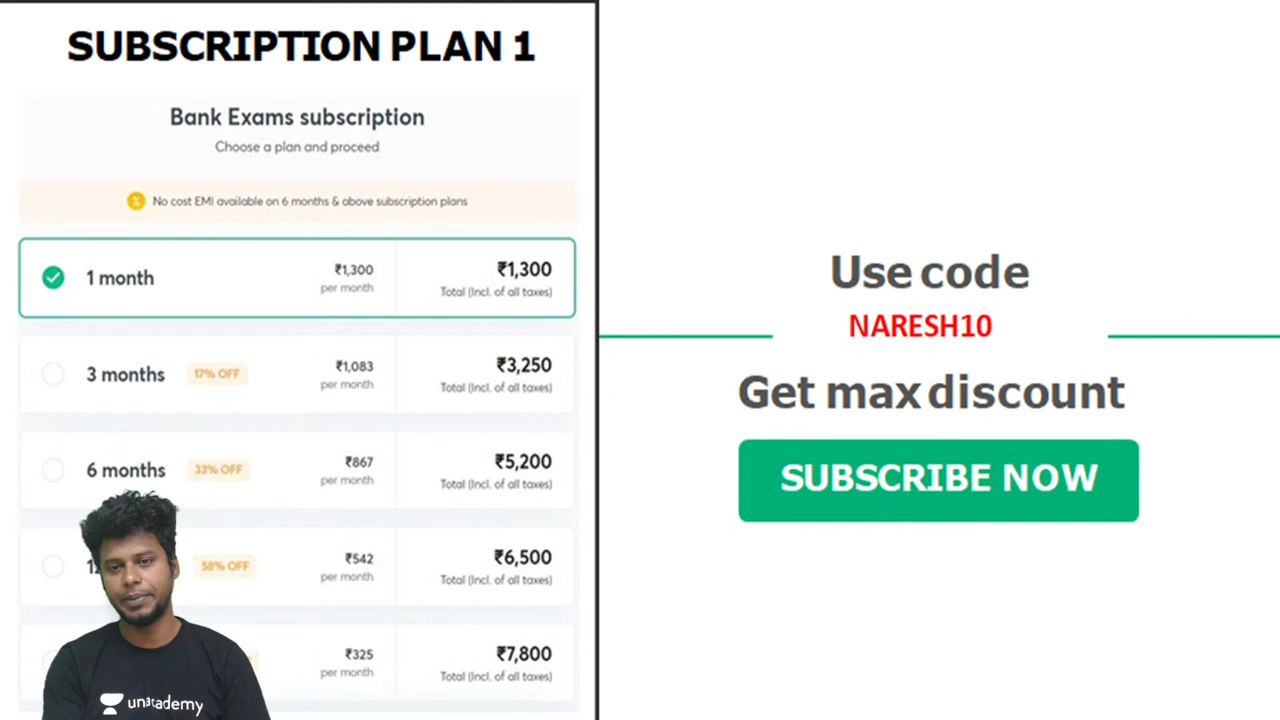 SUBSCRIPTION PLAN 1
Bank Exams subscription
Choose a plan and proceed
No cost EMI available on 6 months & above subscription plans
1 month
₹1,300
per month
₹1,300
Total (Incl. of all taxes)
3 months 17% OFF
₹1,083
per month
₹3,250
Total (Incl. of all taxes)
6 months 33% OFF
₹867
per month
₹5,200
Total (Incl. of all taxes)
58% OFF
₹542
per month
₹6,500
Total (Incl. of all taxes)
₹325
per month
₹7,800
Total (Incl. of all taxes)
unacademy
Use code
NARESH10
Get max discount
SUBSCRIBE NOW